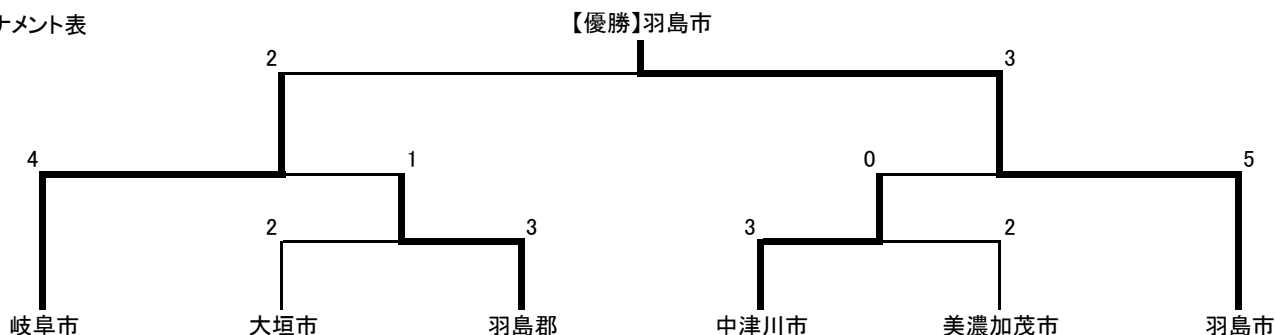 ナメント表
【優勝】羽島市
2 3
4 1 0 5
2 3 3 2
岐阜市 大垣市 羽島郡 中津川市 美濃加茂市 羽島市